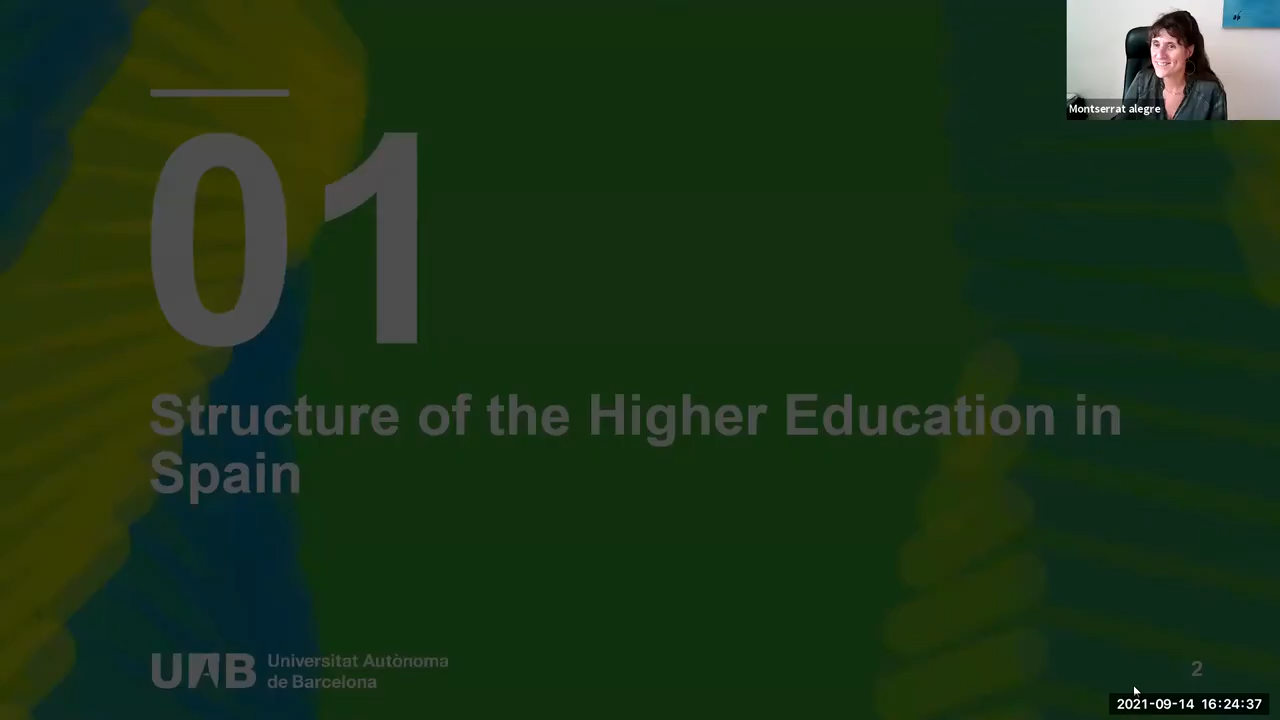 Montserrat alegre
01
Structure of the Higher Education in
Spain
UAB Universitat Autònoma
de Barcelona
2
2021-09-14 16:24:37